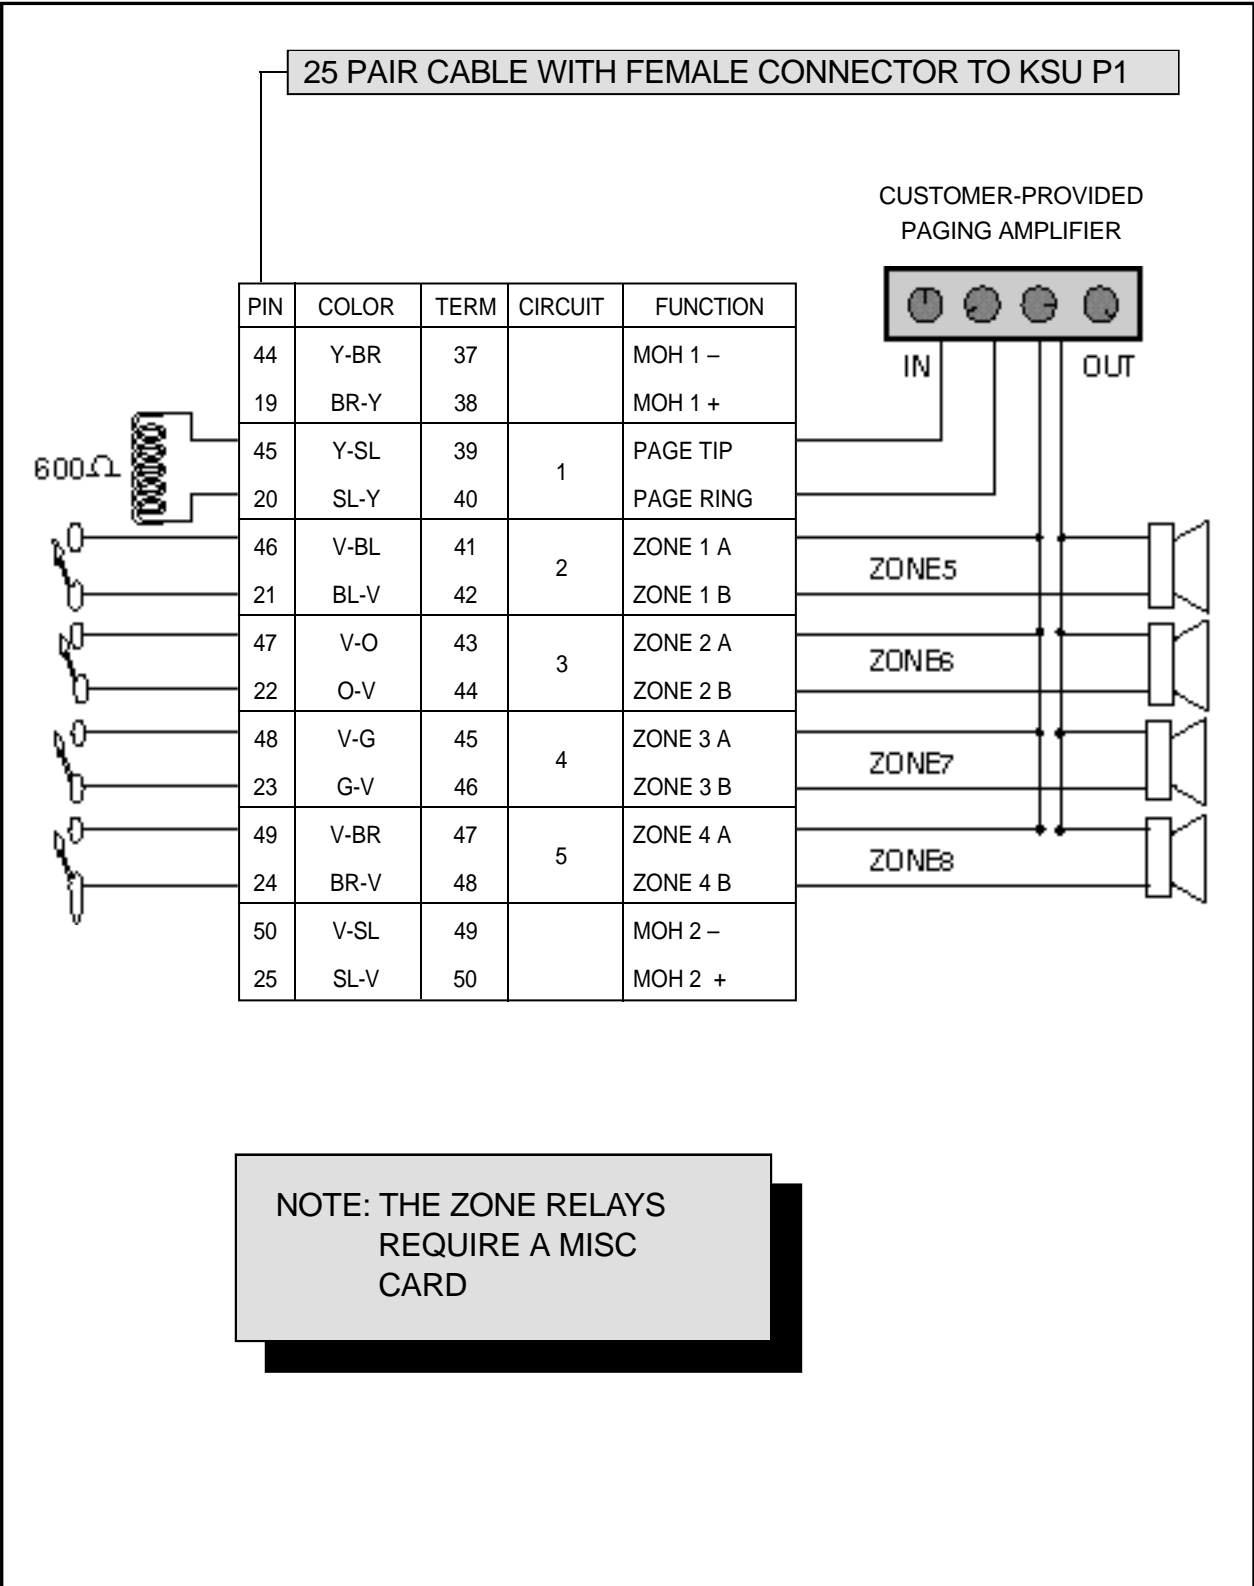 25 PAIR CABLE WITH FEMALE CONNECTOR TO KSU P1
CUSTOMER-PROVIDED
PAGING AMPLIFIER
IN OUT
PIN COLOR TERM CIRCUIT FUNCTION
44 Y-BR 37 MOH 1 –
19 BR-Y 38 MOH 1 +
45 Y-SL 39 PAGE TIP
600Ω 1
20 SL-Y 40 PAGE RING
46 V-BL 41 ZONE 1 A
2 ZONE5
21 BL-V 42 ZONE 1 B
47 V-O 43 ZONE 2 A
3 ZONE6
22 O-V 44 ZONE 2 B
48 V-G 45 ZONE 3 A
4 ZONE7
23 G-V 46 ZONE 3 B
49 V-BR 47 ZONE 4 A
5 ZONE8
24 BR-V 48 ZONE 4 B
50 V-SL 49 MOH 2 –
25 SL-V 50 MOH 2 +
NOTE: THE ZONE RELAYS
REQUIRE A MISC
CARD